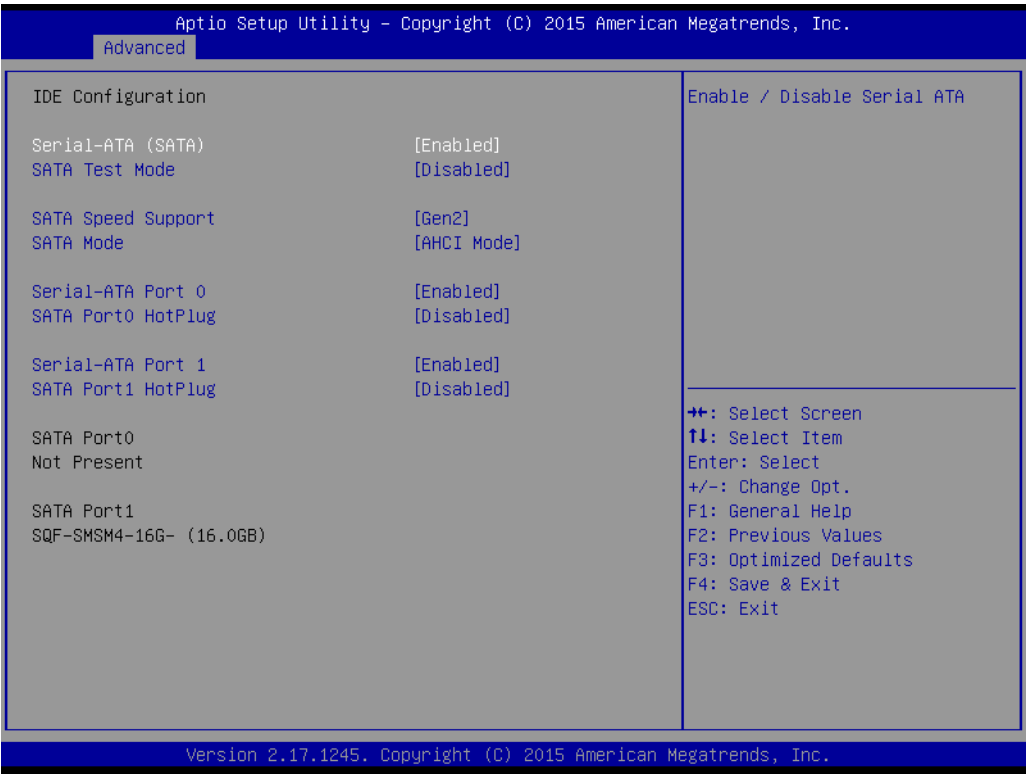 Aptio Setup Utility – Copyright (C) 2015 American Megatrends, Inc.
Advanced
IDE Configuration
Serial-ATA (SATA) [Enabled]
SATA Test Mode [Disabled]
SATA Speed Support [Gen2]
SATA Mode [AHCI Mode]
Serial-ATA Port 0 [Enabled]
SATA Port0 HotPlug [Disabled]
Serial-ATA Port 1 [Enabled]
SATA Port1 HotPlug [Disabled]
SATA Port0
Not Present
SATA Port1
SQF-SMSM4-16G- (16.0GB)
Enable / Disable Serial ATA
→←: Select Screen
↑↓: Select Item
Enter: Select
+/-: Change Opt.
F1: General Help
F2: Previous Values
F3: Optimized Defaults
F4: Save & Exit
ESC: Exit
Version 2.17.1245. Copyright (C) 2015 American Megatrends, Inc.